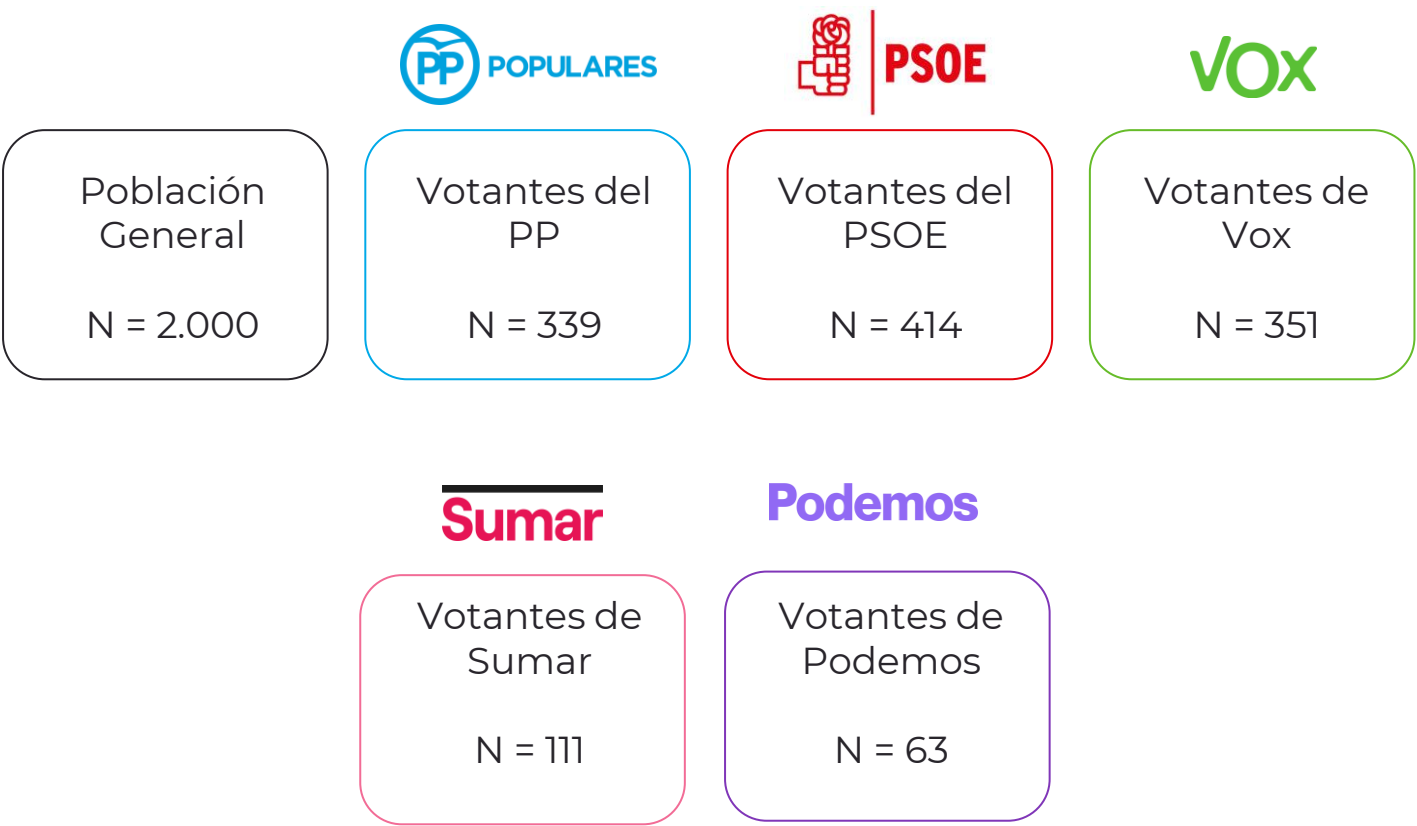 PP POPULARES
PSOE
VOX
Población
General
N = 2.000
Votantes del
PP
N = 339
Votantes del
PSOE
N = 414
Votantes de
Vox
N = 351
Sumar
Podemos
Votantes de
Sumar
N = 111
Votantes de
Podemos
N = 63